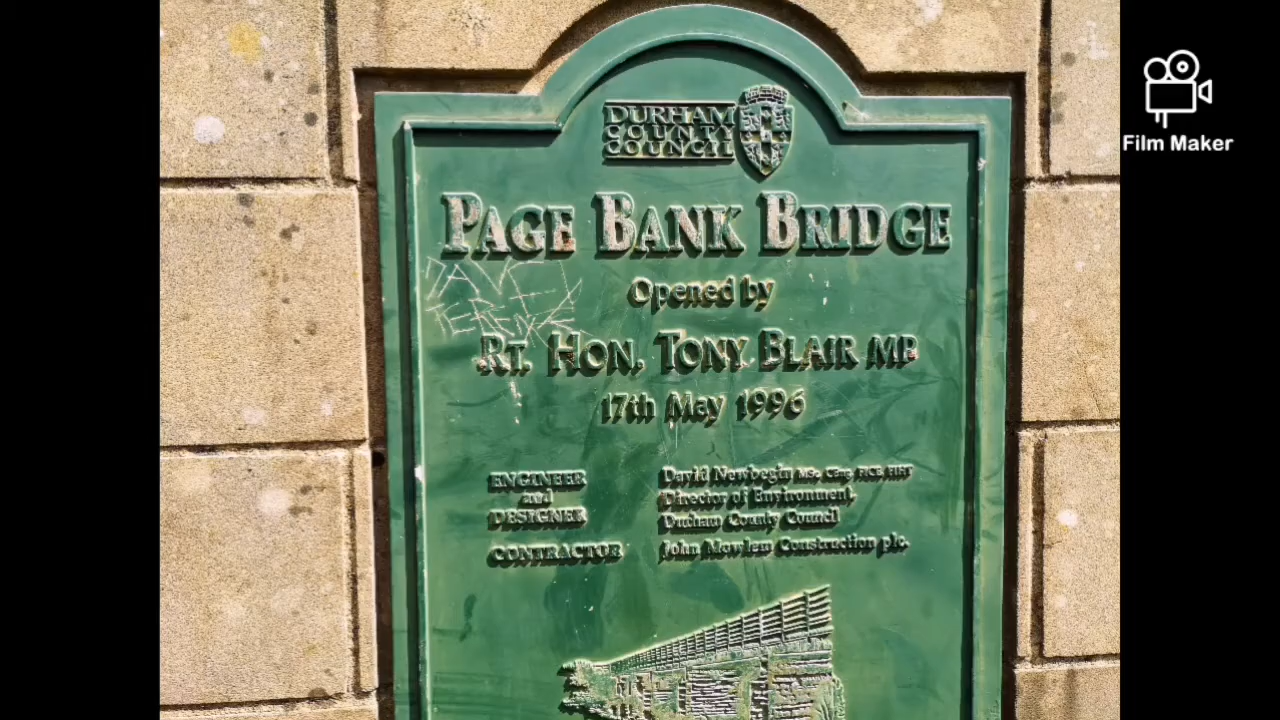 DURHAM
COUNTY
COUNCIL
PAGE BANK BRIDGE
Opened by
RT. HON. TONY BLAIR MP
17th May 1996
ENGINEER
and
DESIGNER
David Newbegin MSc
Director of Environment,
Durham County Council
CONTRACTOR
John Mowlem Construction plc.
Film Maker